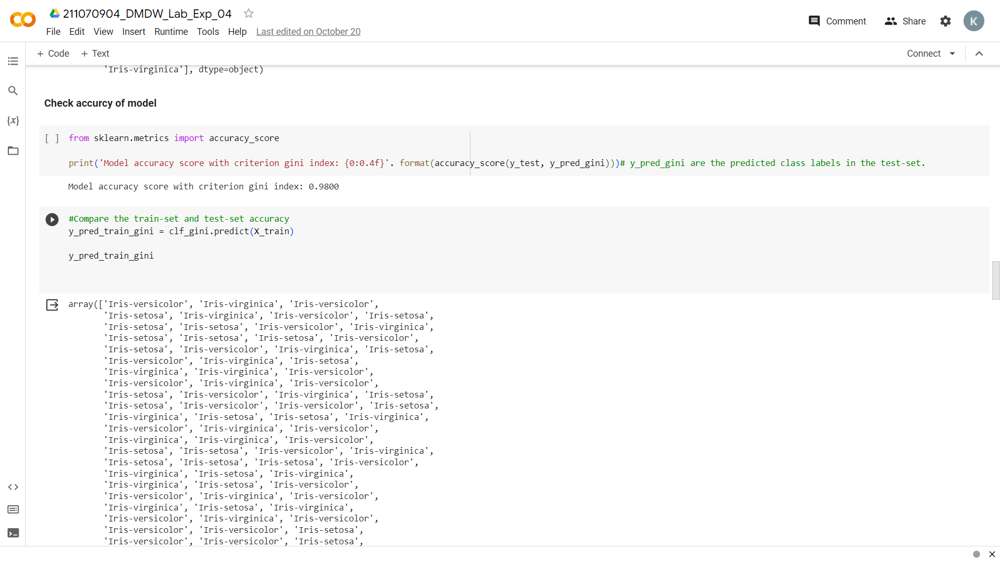 211070904_DMDW_Lab_Exp_04
Comment
Share
K
File Edit View Insert Runtime Tools Help Last edited on October 20
+ Code + Text
Connect
'Iris-virginica'], dtype=object)
{x}
Check accurcy of model
[ ] from sklearn.metrics import accuracy_score
print('Model accuracy score with criterion gini index: {0:0.4f}'. format(accuracy_score(y_test, y_pred_gini)))# y_pred_gini are the predicted class labels in the test-set.
Model accuracy score with criterion gini index: 0.9800
#Compare the train-set and test-set accuracy
y_pred_train_gini = clf_gini.predict(X_train)
y_pred_train_gini
array(['Iris-versicolor', 'Iris-virginica', 'Iris-versicolor',
'Iris-setosa', 'Iris-virginica', 'Iris-versicolor', 'Iris-setosa',
'Iris-setosa', 'Iris-setosa', 'Iris-versicolor', 'Iris-virginica',
'Iris-setosa', 'Iris-setosa', 'Iris-setosa', 'Iris-versicolor',
'Iris-setosa', 'Iris-versicolor', 'Iris-virginica', 'Iris-setosa',
'Iris-versicolor', 'Iris-virginica', 'Iris-setosa',
'Iris-virginica', 'Iris-virginica', 'Iris-versicolor',
'Iris-versicolor', 'Iris-virginica', 'Iris-versicolor',
'Iris-setosa', 'Iris-versicolor', 'Iris-virginica', 'Iris-setosa',
'Iris-setosa', 'Iris-versicolor', 'Iris-versicolor', 'Iris-setosa',
'Iris-virginica', 'Iris-setosa', 'Iris-setosa', 'Iris-virginica',
'Iris-versicolor', 'Iris-virginica', 'Iris-versicolor',
'Iris-virginica', 'Iris-virginica', 'Iris-versicolor',
'Iris-setosa', 'Iris-setosa', 'Iris-versicolor', 'Iris-virginica',
'Iris-setosa', 'Iris-setosa', 'Iris-setosa', 'Iris-versicolor',
'Iris-virginica', 'Iris-setosa', 'Iris-virginica',
'Iris-virginica', 'Iris-setosa', 'Iris-versicolor',
'Iris-versicolor', 'Iris-virginica', 'Iris-versicolor',
'Iris-virginica', 'Iris-setosa', 'Iris-virginica',
'Iris-versicolor', 'Iris-virginica', 'Iris-versicolor',
'Iris-versicolor', 'Iris-versicolor', 'Iris-setosa',
'Iris-versicolor', 'Iris-versicolor', 'Iris-setosa',